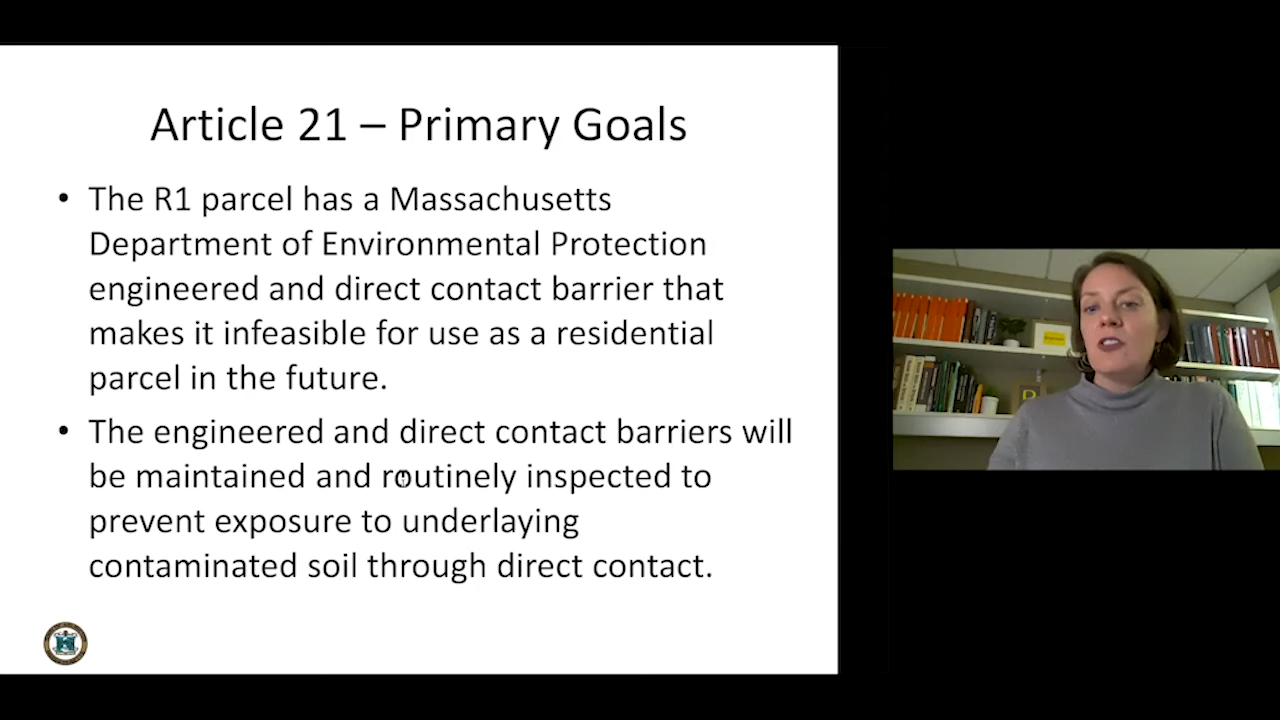 Article 21 – Primary Goals
• The R1 parcel has a Massachusetts
Department of Environmental Protection
engineered and direct contact barrier that
makes it infeasible for use as a residential
parcel in the future.
• The engineered and direct contact barriers will
be maintained and routinely inspected to
prevent exposure to underlaying
contaminated soil through direct contact.